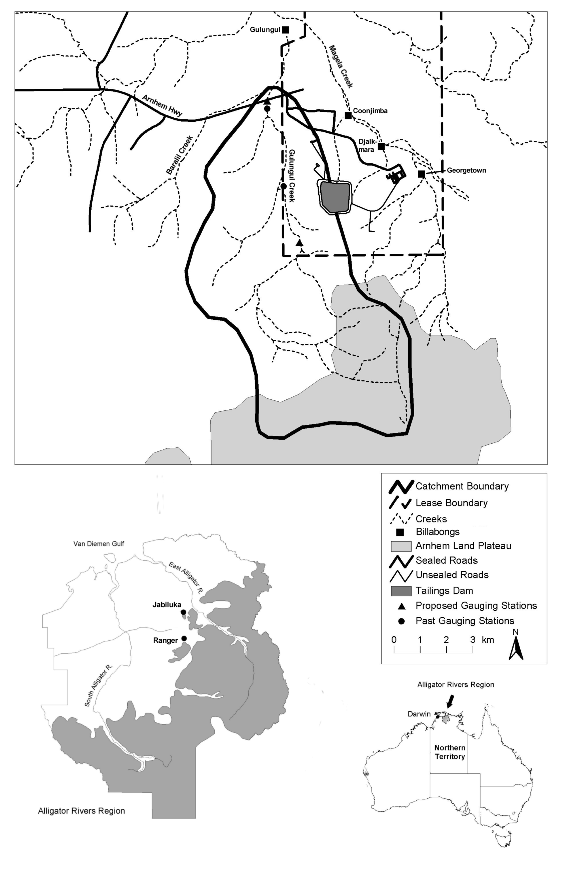 Gulungul
Magela Creek
Arnhem Hwy
Coonjimba
Baralil Creek
Djalk-
mara
Gulungul Creek
Georgetown
Catchment Boundary
Lease Boundary
Creeks
Billabongs
Arnhem Land Plateau
Sealed Roads
Unsealed Roads
Tailings Dam
Proposed Gauging Stations
Past Gauging Stations
0 1 2 3 km
N
Van Diemen Gulf
East Alligator R.
Jabiluka
Ranger
South Alligator R.
Alligator Rivers Region
Alligator Rivers Region
Darwin
Northern
Territory